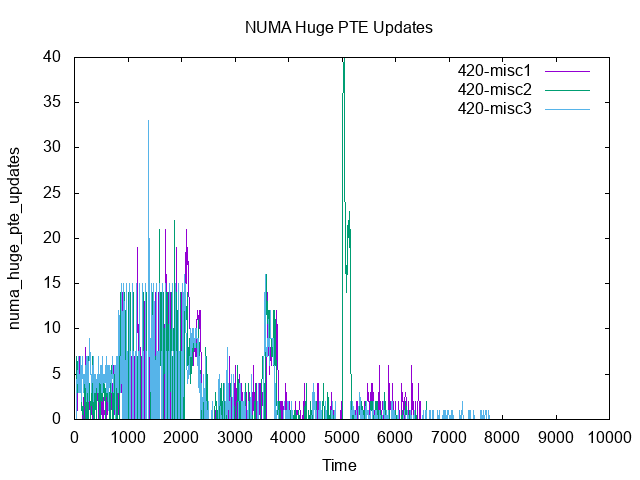 NUMA Huge PTE Updates
420-misc1
420-misc2
420-misc3
numa_huge_pte_updates
40
35
30
25
20
15
10
5
0
0 1000 2000 3000 4000 5000 6000 7000 8000 9000 10000
Time